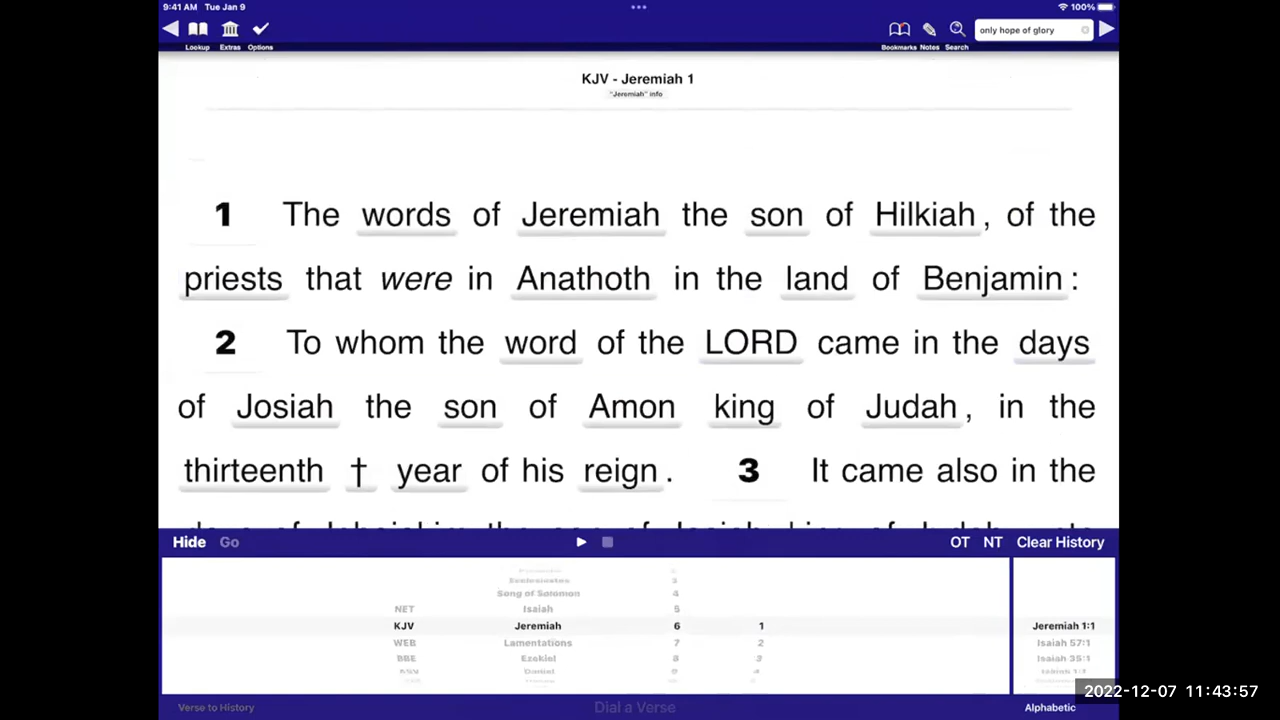 9:41 AM Tue Jan 9
100%
Lookup Extras Options
Bookmarks Notes Search
only hope of glory
KJV - Jeremiah 1
"Jeremiah" info
1 The words of Jeremiah the son of Hilkiah, of the
priests that were in Anathoth in the land of Benjamin:
2 To whom the word of the LORD came in the days
of Josiah the son of Amon king of Judah, in the
thirteenth † year of his reign. 3 It came also in the
Hide Go OT NT Clear History
Ecclesiastes 3
Song of Solomon 4
NET Isaiah 5
KJV Jeremiah 6 1 Jeremiah 1:1
WEB Lamentations 7 2 Isaiah 57:1
BBE Ezekiel 8 3 Isaiah 35:1
Daniel 9 4
2022-12-07 11:43:57
Verse to History Dial a Verse Alphabetic